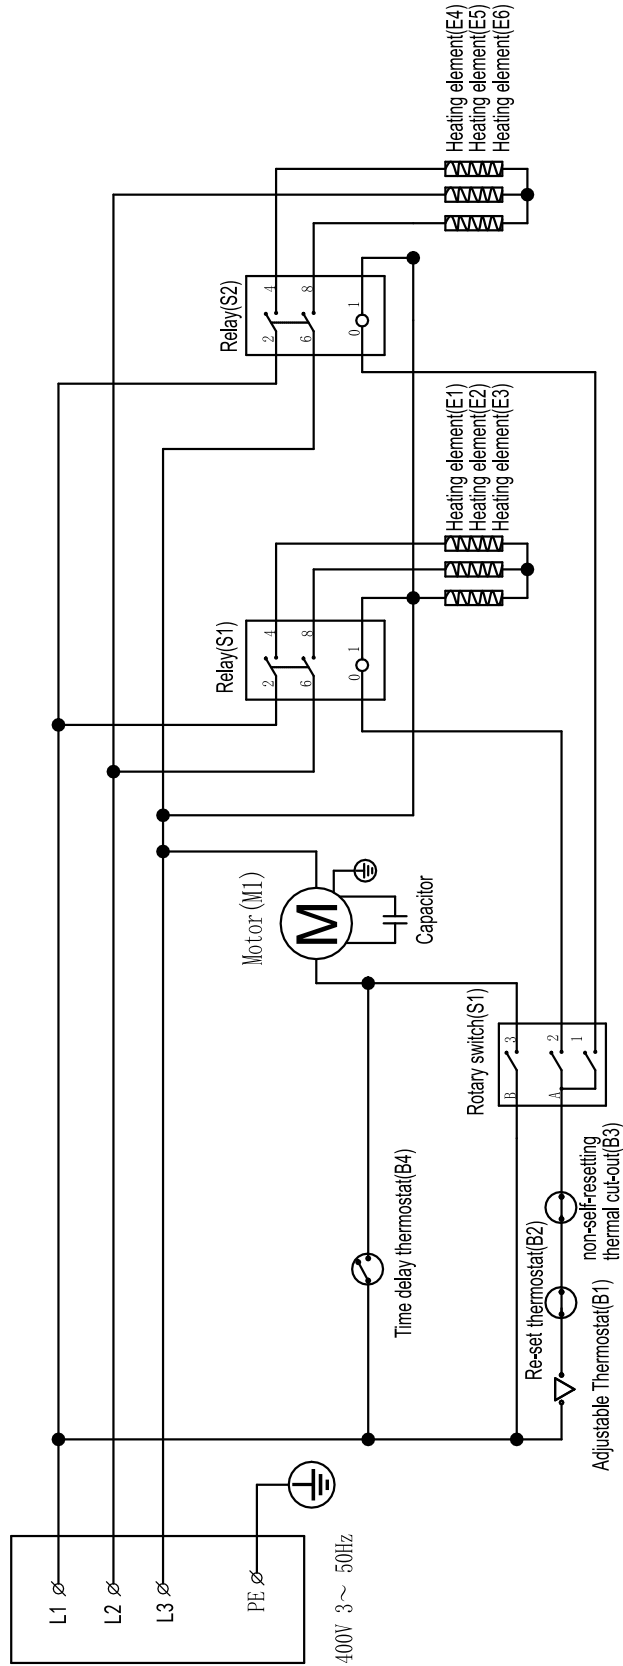 L1
L2
L3
PE
400V 3～ 50Hz
Adjustable Thermostat(B1)
Re-set thermostat(B2)
non-self-resetting
thermal cut-out(B3)
Time delay thermostat(B4)
Rotary switch(S1)
B
3
A
2
1
Motor(M1)
M
Capacitor
Relay(S1)
2
4
6
8
0
1
Heating element(E1)
Heating element(E2)
Heating element(E3)
Relay(S2)
2
4
6
8
0
1
Heating element(E4)
Heating element(E5)
Heating element(E6)